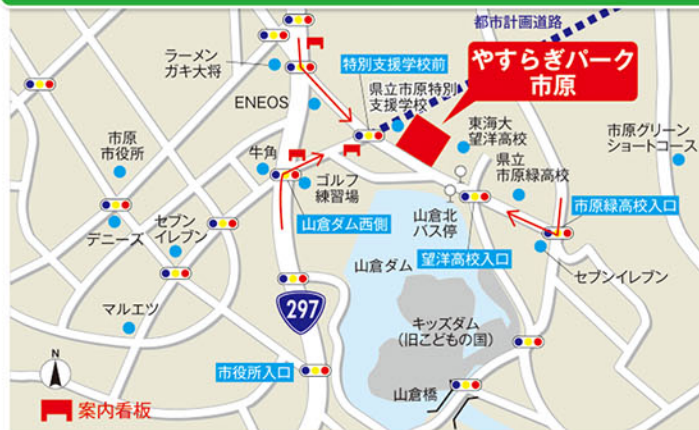 都市計画道路
ラーメン
ガキ大将
特別支援学校前
やすらぎパーク
市原
県立市原特別
支援学校
ENEOS
東海大
望洋高校
市原グリーン
ショートコース
市原
市役所
牛角
県立
市原緑高校
ゴルフ
練習場
市原緑高校入口
山倉ダム西側
山倉北
バス停
デニーズ
セブン
イレブン
望洋高校入口
セブンイレブン
山倉ダム
297
マルエツ
キッズダム
(旧こどもの国)
N
市役所入口
山倉橋
案内看板